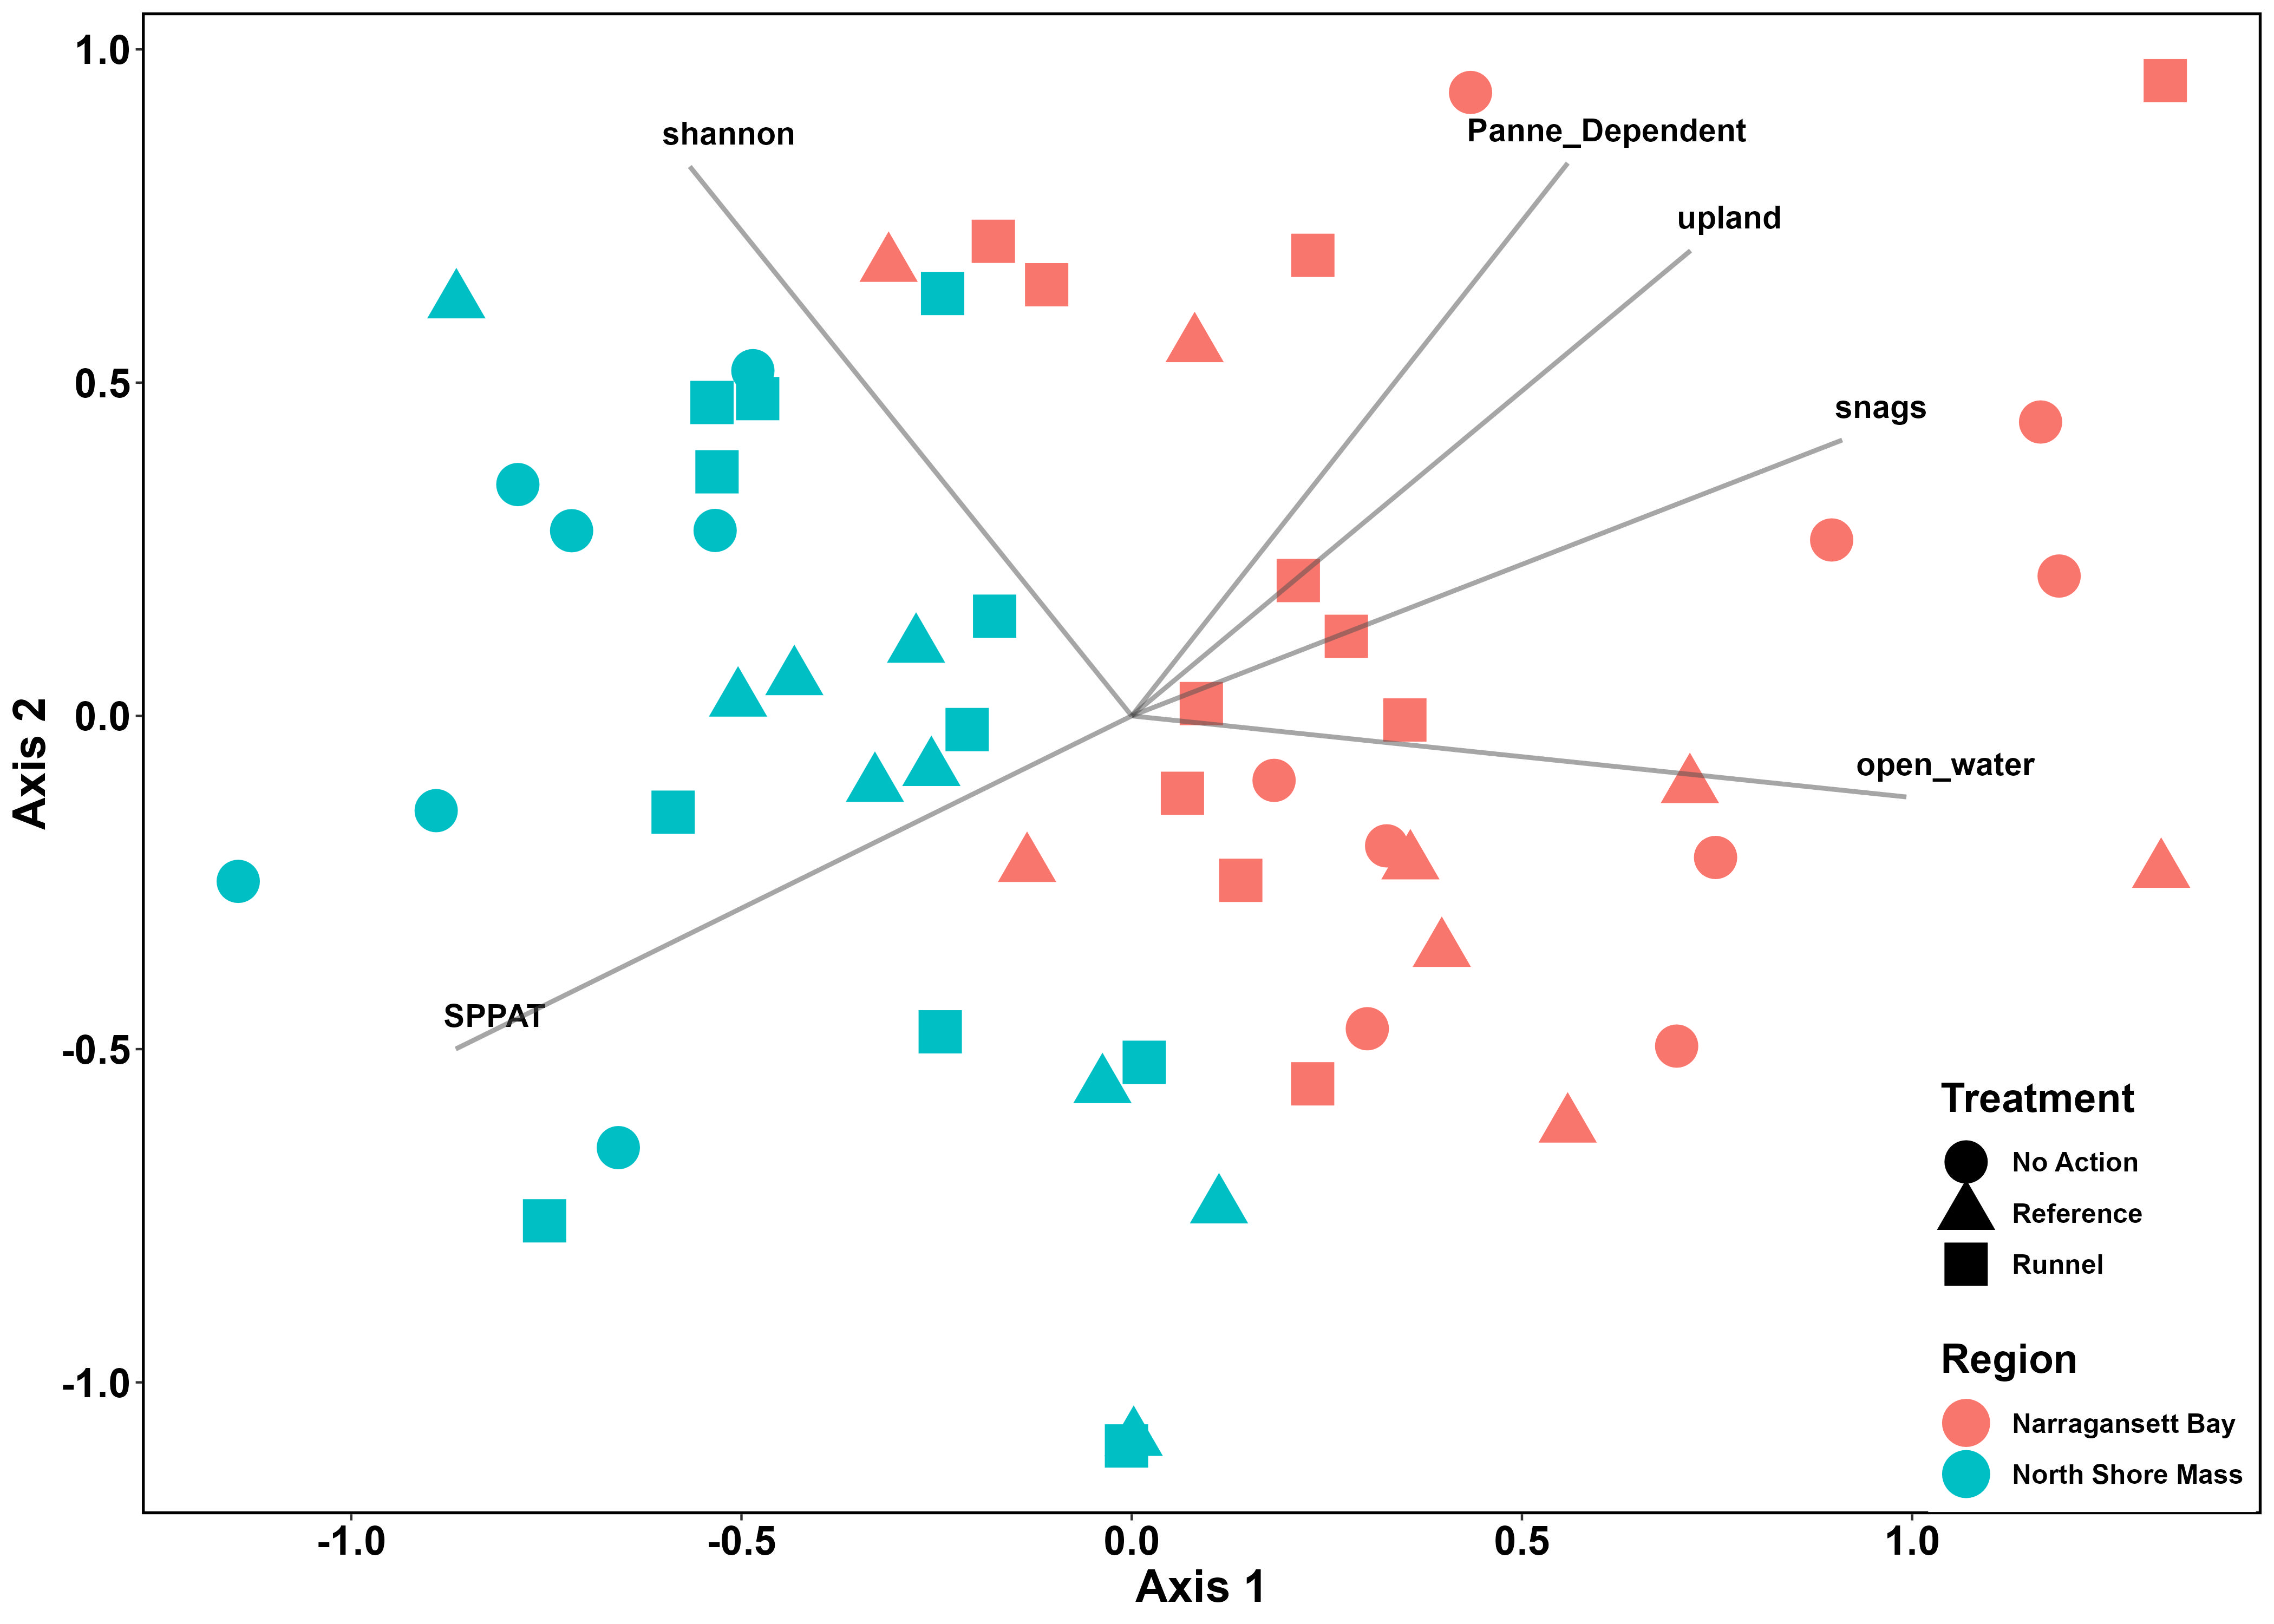 1.0
0.5
0.0
-0.5
-1.0
Axis 2
shannon
Panne_Dependent
upland
snags
open_water
SPPAT
Treatment
No Action
Reference
Runnel
Region
Narragansett Bay
North Shore Mass
-1.0 -0.5 0.0 0.5 1.0
Axis 1